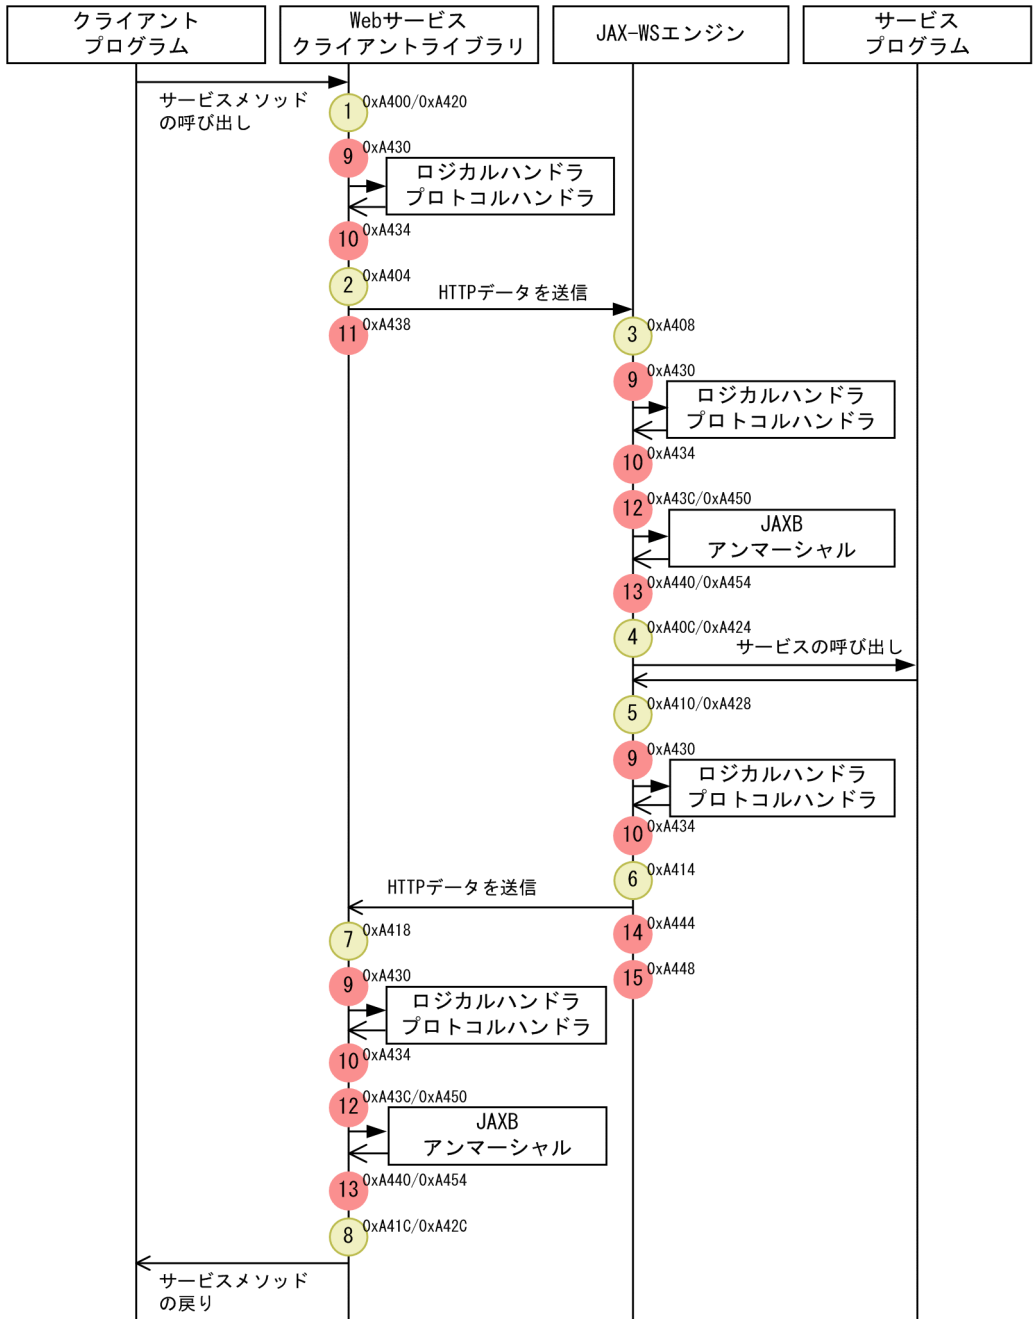 クライアント
プログラム
Webサービス
クライアントライブラリ
JAX-WSエンジン
サービス
プログラム
サービスメソッド
の呼び出し
1 0xA400/0xA420
9 0xA430
ロジカルハンドラ
プロトコルハンドラ
10 0xA434
2 0xA404
HTTPデータを送信
11 0xA438
3 0xA408
9 0xA430
ロジカルハンドラ
プロトコルハンドラ
10 0xA434
12 0xA43C/0xA450
JAXB
アンマーシャル
13 0xA440/0xA454
4 0xA40C/0xA424
サービスの呼び出し
5 0xA410/0xA428
9 0xA430
ロジカルハンドラ
プロトコルハンドラ
10 0xA434
6 0xA414
HTTPデータを送信
14 0xA444
7 0xA418
15 0xA448
9 0xA430
ロジカルハンドラ
プロトコルハンドラ
10 0xA434
12 0xA43C/0xA450
JAXB
アンマーシャル
13 0xA440/0xA454
8 0xA41C/0xA42C
サービスメソッド
の戻り